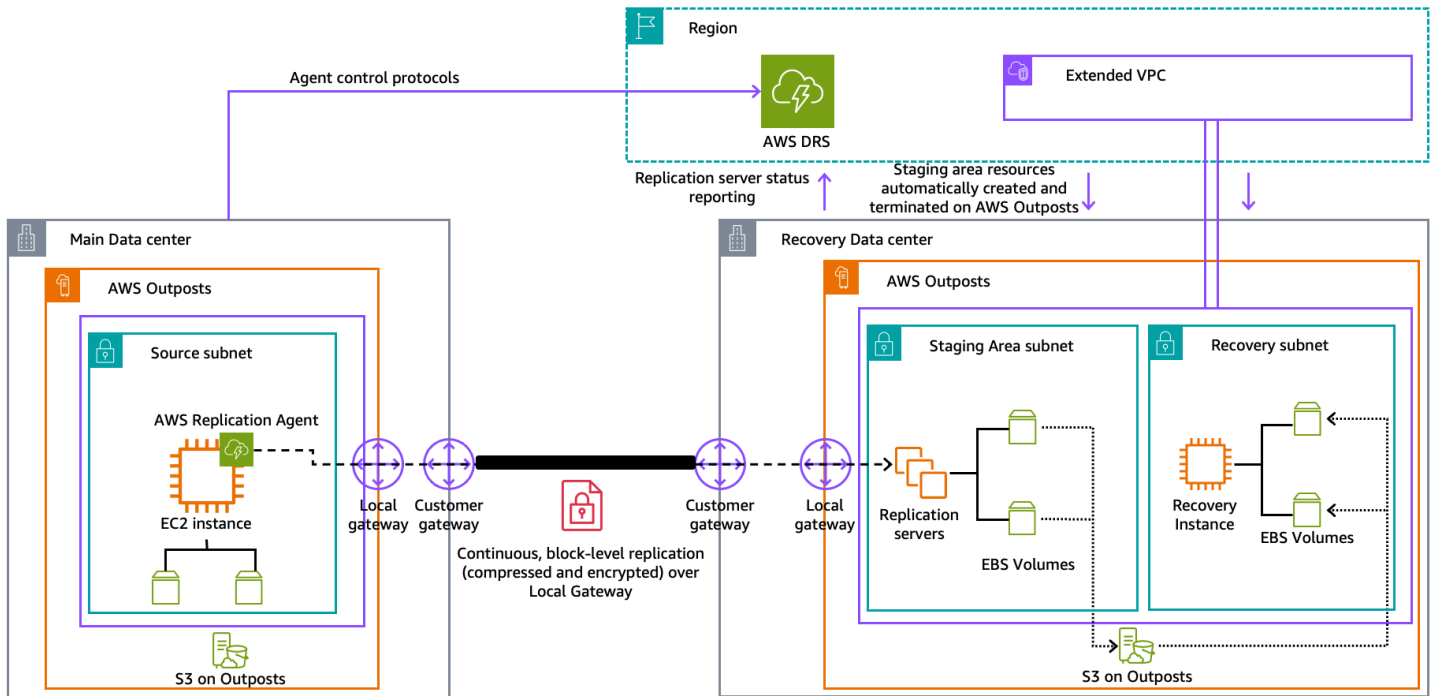 Region
Agent control protocols
Extended VPC
AWS DRS
Replication server status
reporting
Staging area resources
automatically created and
terminated on AWS Outposts
Main Data center
Recovery Data center
AWS Outposts
AWS Outposts
Source subnet
Staging Area subnet
Recovery subnet
AWS Replication Agent
EC2 instance
Local
gateway
Customer
gateway
Customer
gateway
Local
gateway
Replication
servers
Recovery
Instance
EBS Volumes
EBS Volumes
Continuous, block-level replication
(compressed and encrypted) over
Local Gateway
S3 on Outposts
S3 on Outposts